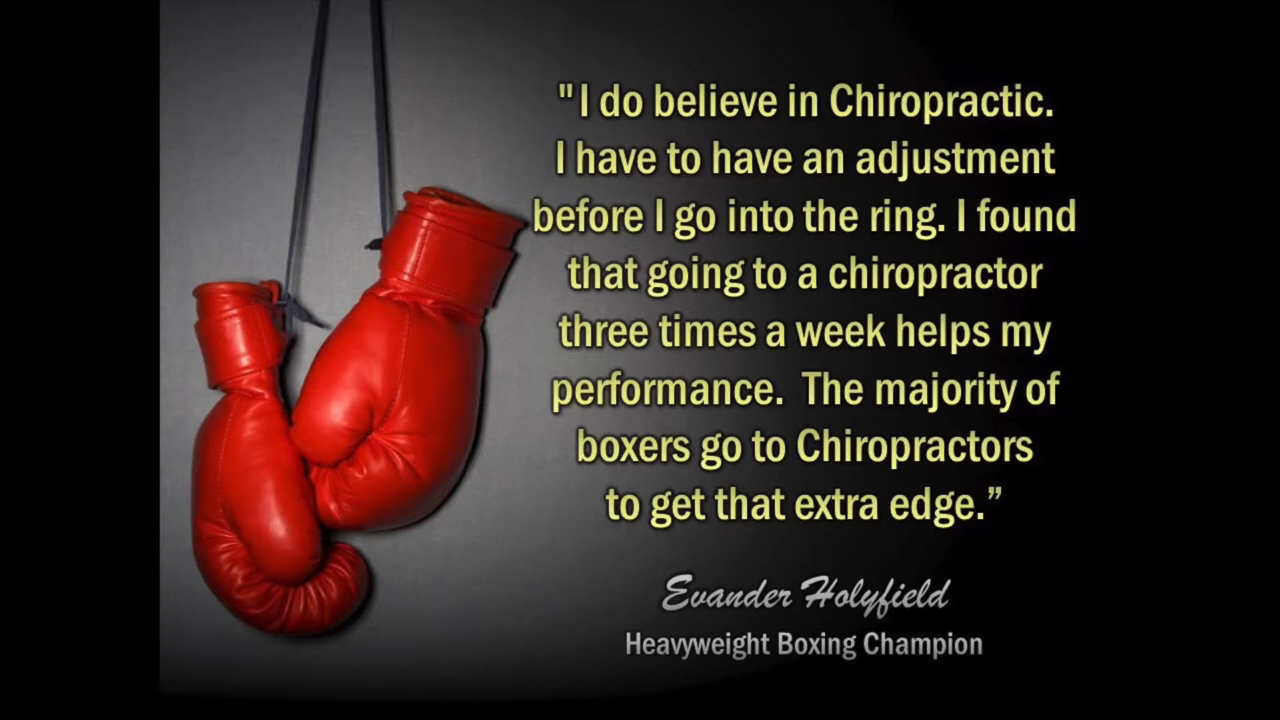 "I do believe in Chiropractic.
I have to have an adjustment
before I go into the ring. I found
that going to a chiropractor
three times a week helps my
performance.  The majority of
boxers go to Chiropractors
to get that extra edge.”
Evander Holyfield
Heavyweight Boxing Champion